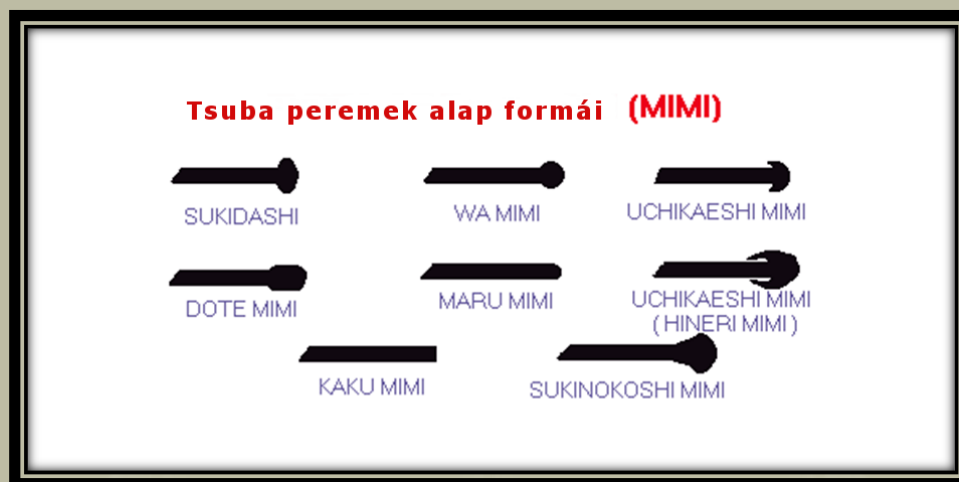 Tsuba peremek alap formái (MIMI)
SUKIDASHI
WA MIMI
UCHIKAESHI MIMI
DOTE MIMI
MARU MIMI
UCHIKAESHI MIMI
(HINERI MIMI)
KAKU MIMI
SUKINOKOSHI MIMI